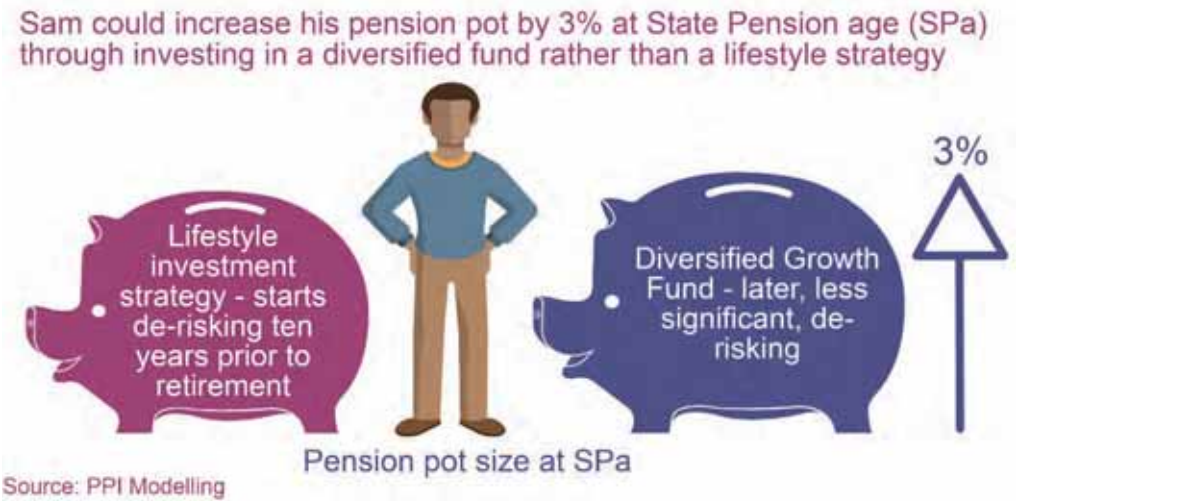 Sam could increase his pension pot by 3% at State Pension age (SPa)
through investing in a diversified fund rather than a lifestyle strategy
3%
Lifestyle
investment
strategy - starts
de-risking ten
years prior to
retirement
Diversified Growth
Fund - later, less
significant, de-
risking
Pension pot size at SPa
Source: PPI Modelling